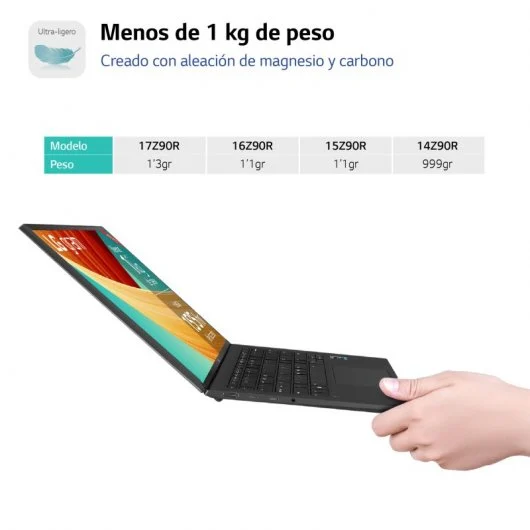 Ultra-ligero
Menos de 1 kg de peso
Creado con aleación de magnesio y carbono
Modelo 17Z90R 16Z90R 15Z90R 14Z90R
Peso 1'3gr 1'1gr 1'1gr 999gr